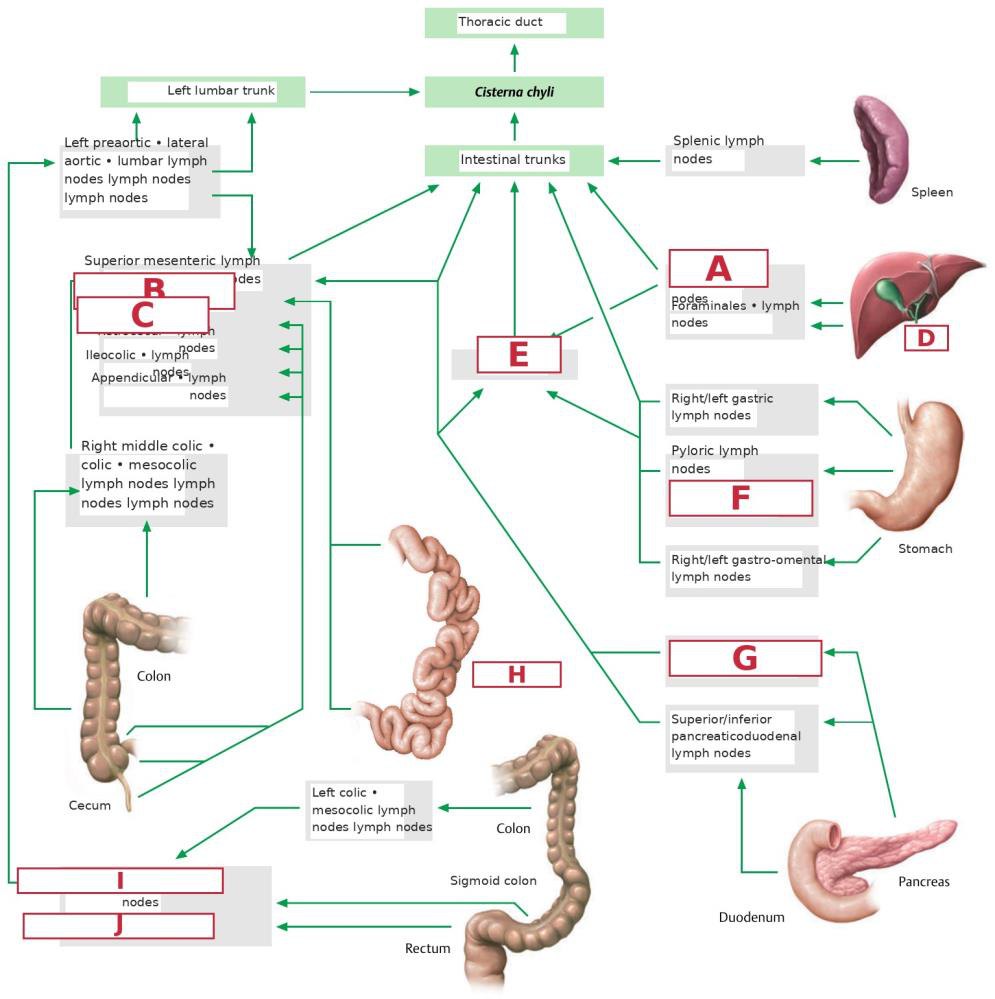 Thoracic duct
Left lumbar trunk
Cisterna chyli
Left preaortic • lateral
aortic • lumbar lymph
nodes lymph nodes
lymph nodes
Intestinal trunks
Splenic lymph
nodes
Spleen
Superior mesenteric lymph
B
C
nodes
Ileocolic • lymph
nodes
Appendicular • lymph
nodes
A
nodes
Foraminales • lymph
nodes
D
E
Right/left gastric
lymph nodes
Pyloric lymph
nodes
F
Right/left gastro-omental
lymph nodes
Stomach
Right middle colic •
colic • mesocolic
lymph nodes lymph
nodes lymph nodes
Colon
Cecum
H
G
Superior/inferior
pancreaticoduodenal
lymph nodes
Left colic •
mesocolic lymph
nodes lymph nodes
Colon
Sigmoid colon
Rectum
I
nodes
J
Pancreas
Duodenum